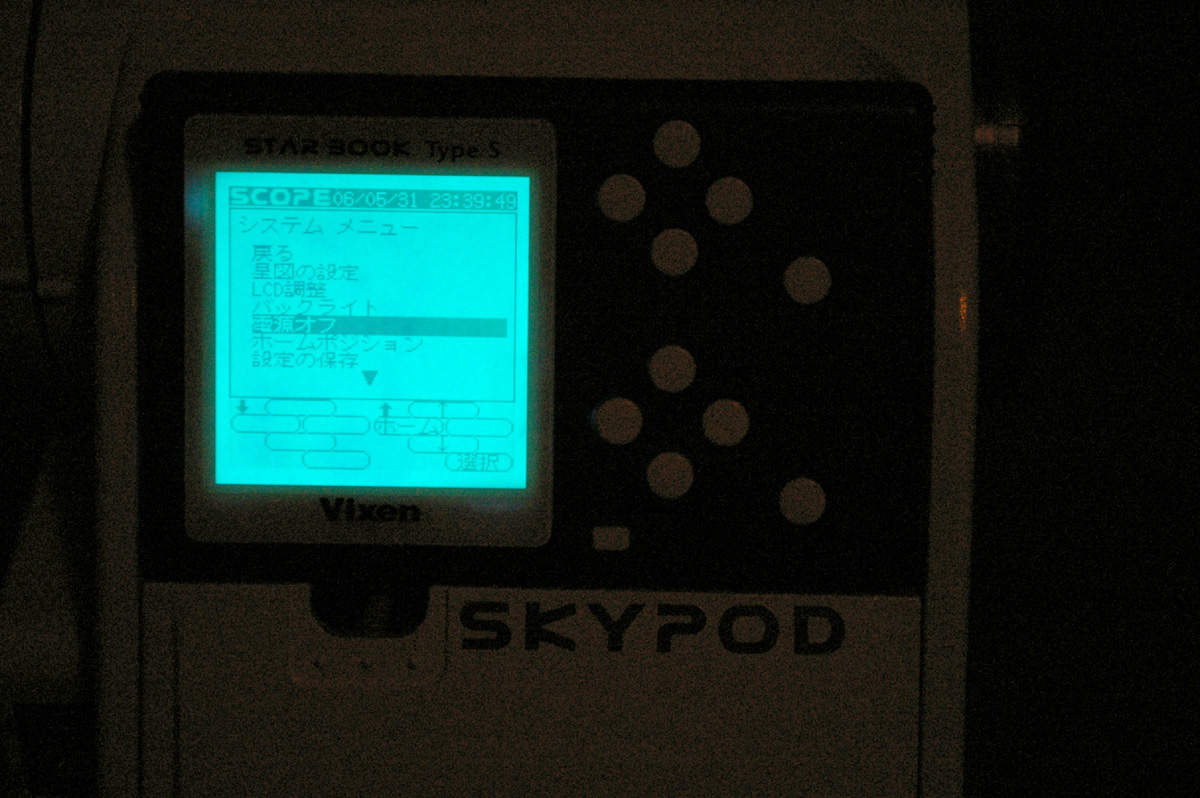 STAR BOOK Type S
SCOPE 06/05/31 23:39:49
システム メニュー
戻る
星図の設定
LCD調整
バックライト
電源オフ
ホームポジション
設定の保存
▼
ホーム
選択
Vixen
SKYPOD